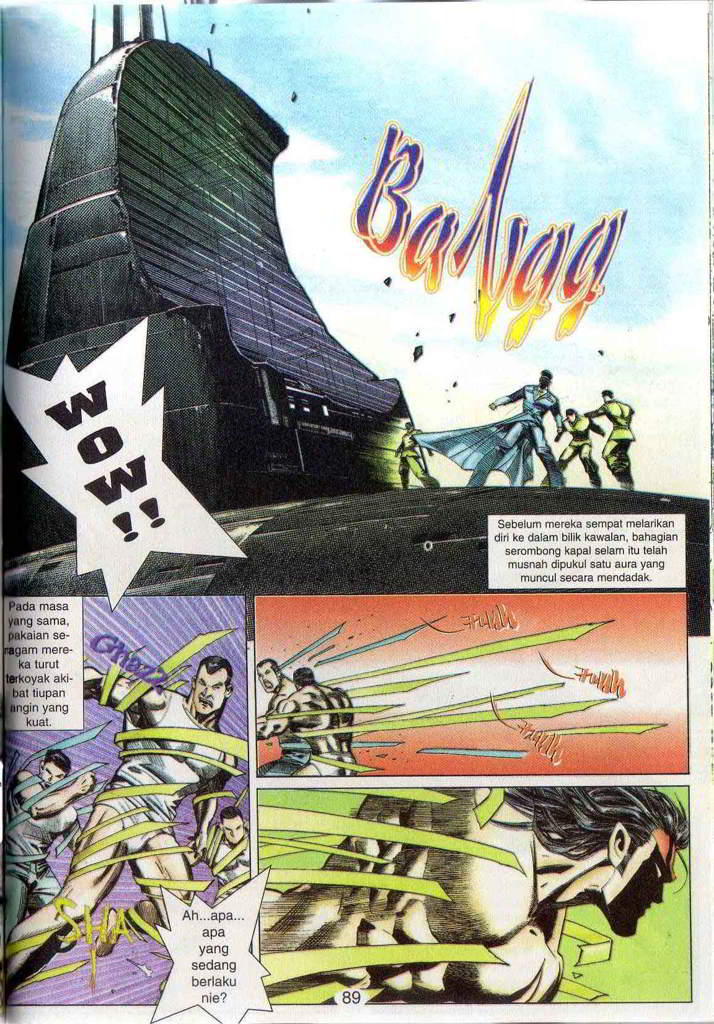 Bangg
WOW!!
Sebelum mereka sempat melarikan
diri ke dalam bilik kawalan, bahagian
serombong kapal selam itu telah
musnah dipukul satu aura yang
muncul secara mendadak.
Pada masa
yang sama,
pakaian se-
ragam mere-
ka turut
terkoyak aki-
bat tiupan
angin yang
kuat.
SHAA
Ah...apa...
apa
yang
sedang
berlaku
nie?
89